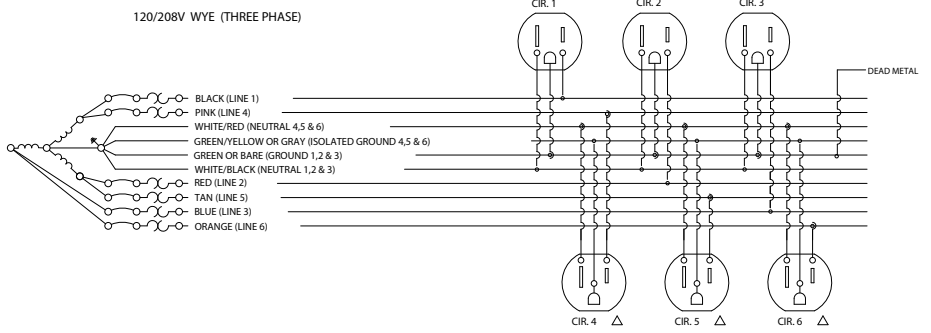 120/208V WYE (THREE PHASE)
CIR. 1
CIR. 2
CIR. 3
DEAD METAL
BLACK (LINE 1)
PINK (LINE 4)
WHITE/RED (NEUTRAL 4,5 & 6)
GREEN/YELLOW OR GRAY (ISOLATED GROUND 4,5 & 6)
GREEN OR BARE (GROUND 1,2 & 3)
WHITE/BLACK (NEUTRAL 1,2 & 3)
RED (LINE 2)
TAN (LINE 5)
BLUE (LINE 3)
ORANGE (LINE 6)
CIR. 4
CIR. 5
CIR. 6